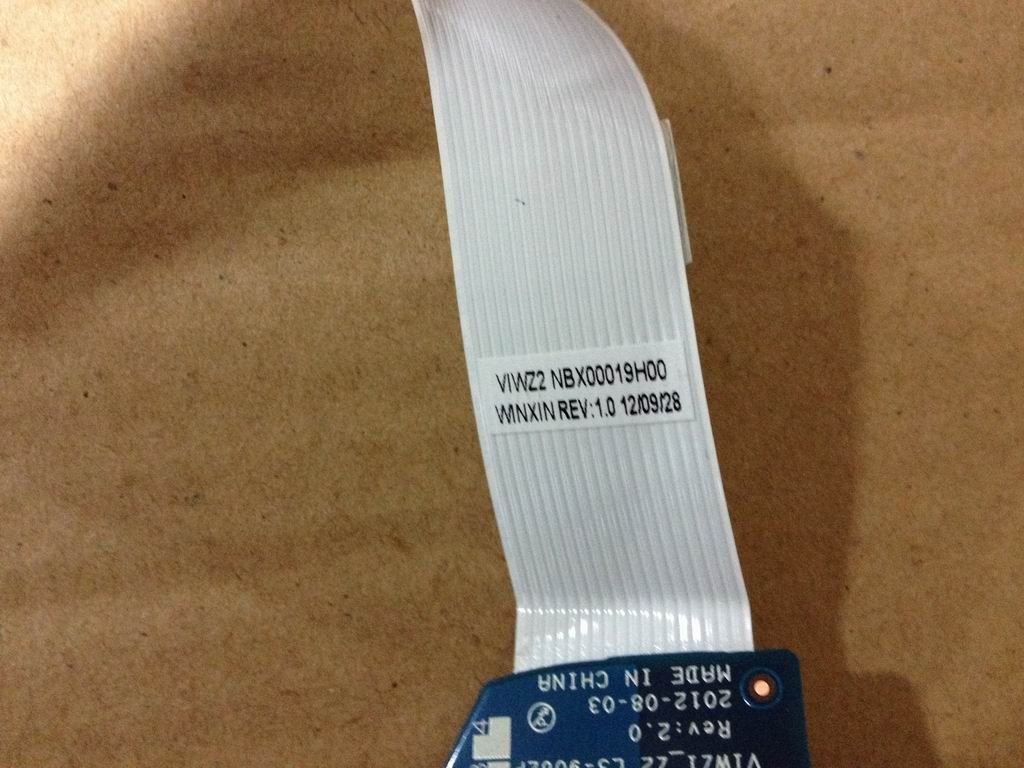 VIWZ2 NBX00019H00
WINXIN REV:1.0 12/09/28
Rev:2.0
2012-08-03
MADE IN CHINA